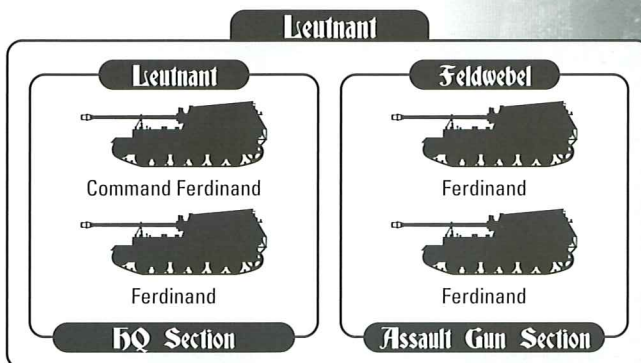 Leutnant
Leutnant
Feldwebel
Command Ferdinand
Ferdinand
Ferdinand
Ferdinand
HQ Section
Assault Gun Section